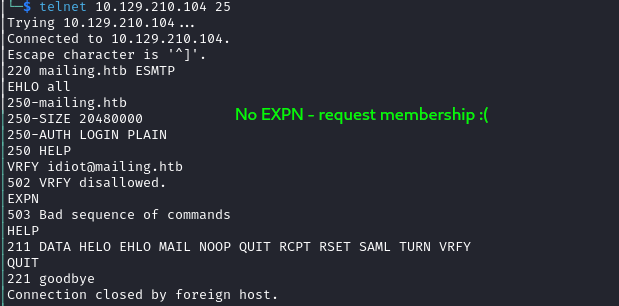 └─$ telnet 10.129.210.104 25
Trying 10.129.210.104...
Connected to 10.129.210.104.
Escape character is '^]'.
220 mailing.htb ESMTP
EHLO all
250-mailing.htb
250-SIZE 20480000
No EXPN - request membership :(
250-AUTH LOGIN PLAIN
250 HELP
VRFY idiot@mailing.htb
502 VRFY disallowed.
EXPN
503 Bad sequence of commands
HELP
211 DATA HELO EHLO MAIL NOOP QUIT RCPT RSET SAML TURN VRFY
QUIT
221 goodbye
Connection closed by foreign host.